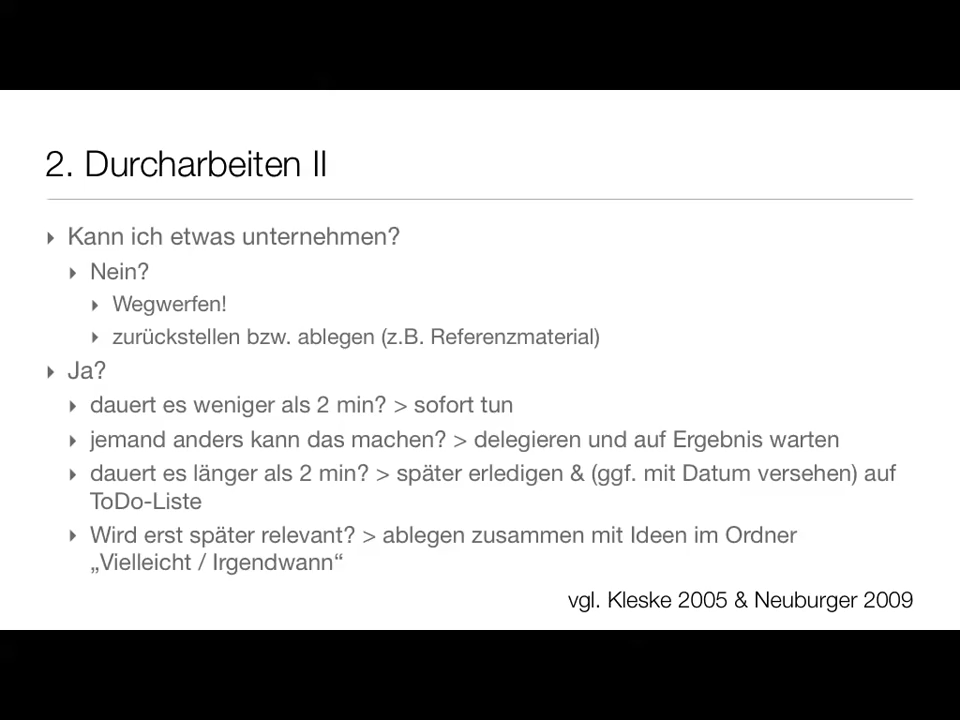 2. Durcharbeiten II
‣ Kann ich etwas unternehmen?
‣ Nein?
‣ Wegwerfen!
‣ zurückstellen bzw. ablegen (z.B. Referenzmaterial)
‣ Ja?
‣ dauert es weniger als 2 min? > sofort tun
‣ jemand anders kann das machen? > delegieren und auf Ergebnis warten
‣ dauert es länger als 2 min? > später erledigen & (ggf. mit Datum versehen) auf
ToDo-Liste
‣ Wird erst später relevant? > ablegen zusammen mit Ideen im Ordner
„Vielleicht / Irgendwann“
vgl. Kleske 2005 & Neuburger 2009